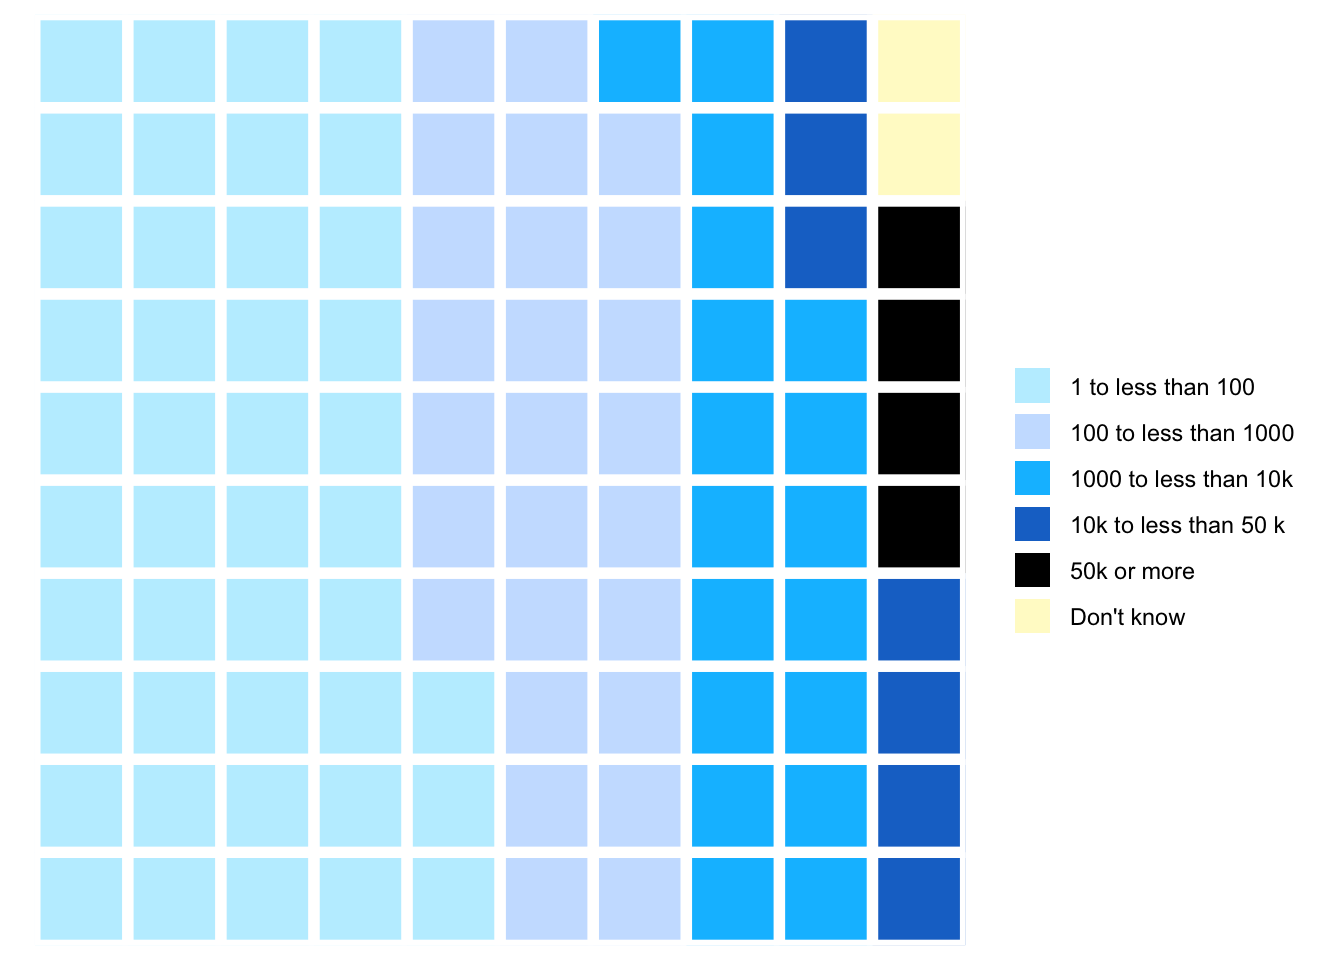 1 to less than 100
100 to less than 1000
1000 to less than 10k
10k to less than 50 k
50k or more
Don't know